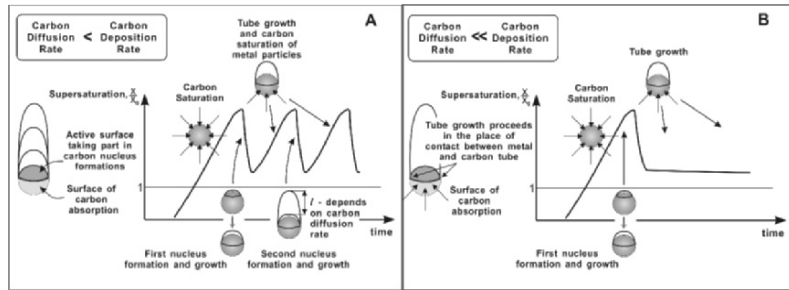 Carbon
Diffusion
Rate
<
Carbon
Deposition
Rate
Tube growth
and carbon
saturation of
metal particles
A
Supersaturation, X/X₀
Carbon
Saturation
Active surface
taking part in
carbon nucleus
formations
Surface of
carbon
absorption
1
l - depends
on carbon
diffusion
rate
time
First nucleus
formation and growth
Second nucleus
formation and growth
Carbon
Diffusion
Rate
<<
Carbon
Deposition
Rate
B
Tube growth
Supersaturation, X/X₀
Carbon
Saturation
Tube growth proceeds
in the place of
contact between metal
and carbon tube
Surface of
carbon
absorption
1
time
First nucleus
formation and growth